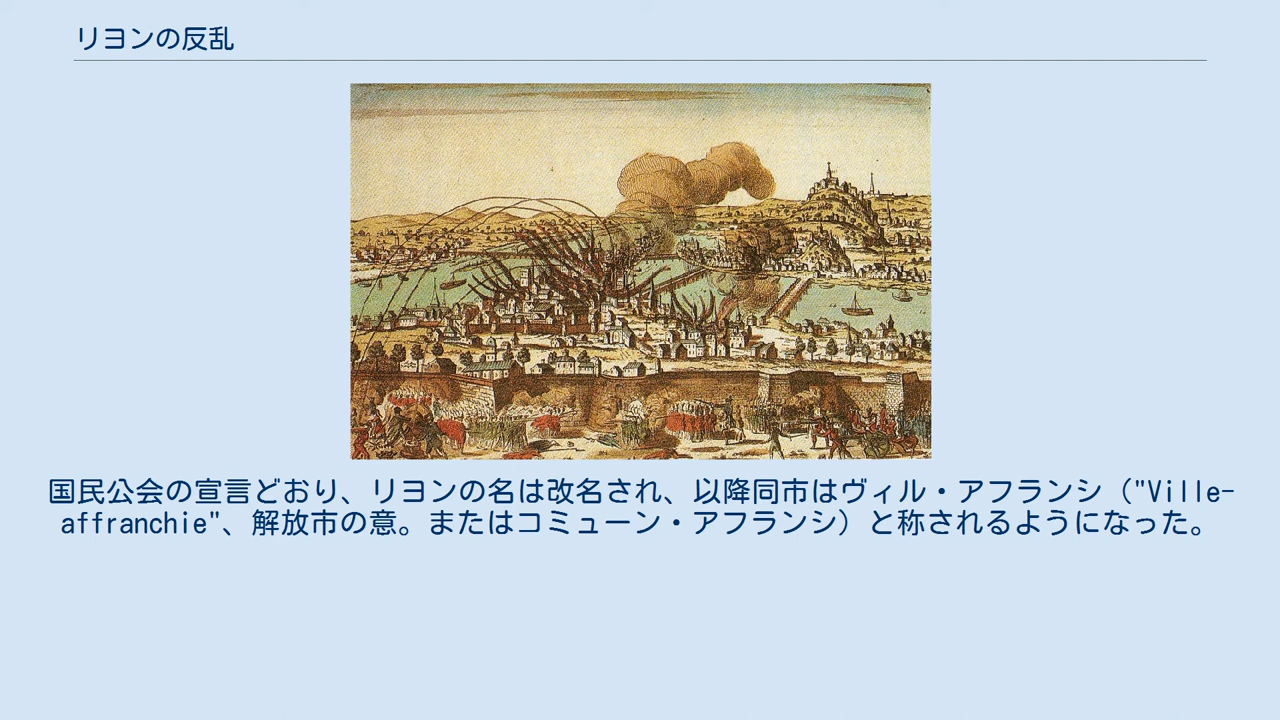 リヨンの反乱
国民公会の宣言どおり、リヨンの名は改名され、以降同市はヴィル・アフランシ（"Ville-
affranchie"、解放市の意。またはコミューン・アフランシ）と称されるようになった。